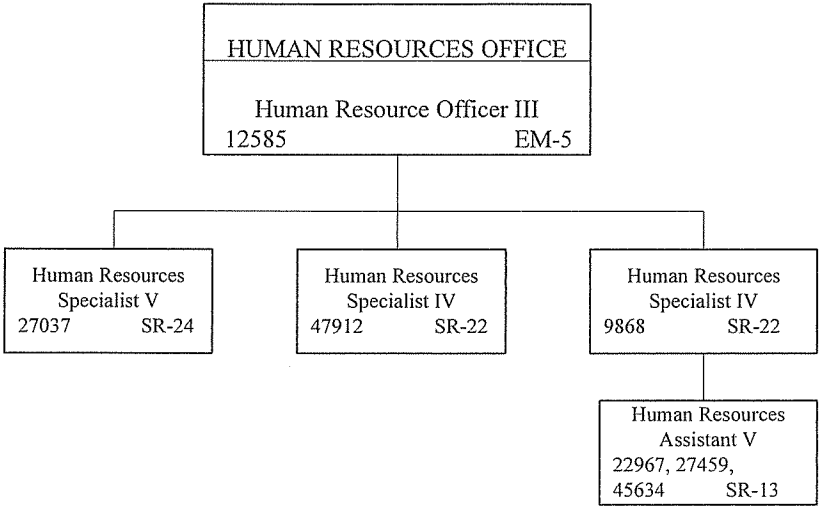 HUMAN RESOURCES OFFICE
Human Resource Officer III
12585 EM-5
Human Resources
Specialist V
27037 SR-24
Human Resources
Specialist IV
47912 SR-22
Human Resources
Specialist IV
9868 SR-22
Human Resources
Assistant V
22967, 27459,
45634 SR-13